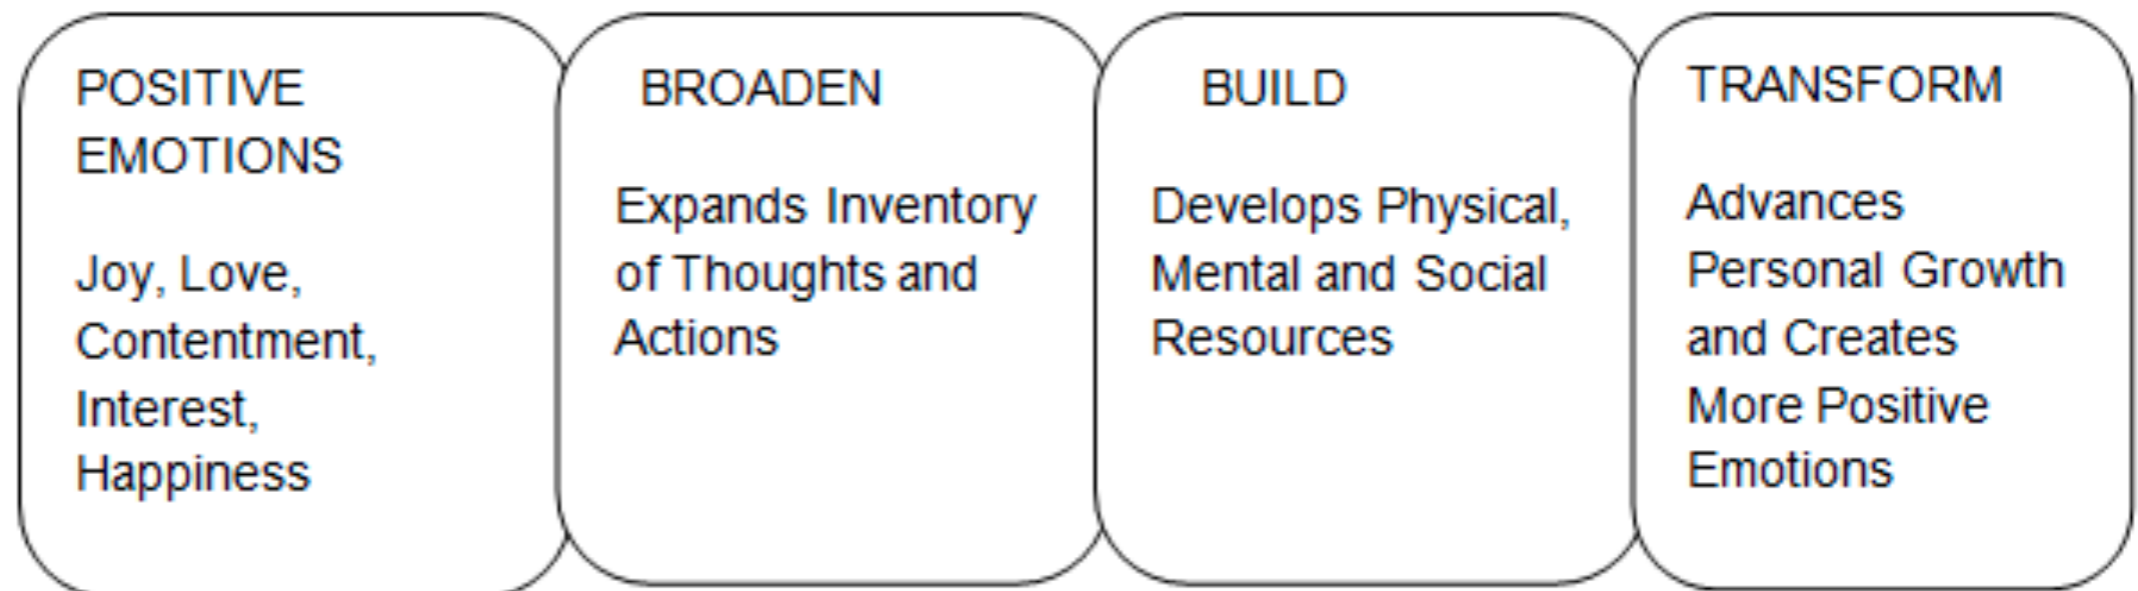 POSITIVE
EMOTIONS
Joy, Love,
Contentment,
Interest,
Happiness
BROADEN
Expands Inventory
of Thoughts and
Actions
BUILD
Develops Physical,
Mental and Social
Resources
TRANSFORM
Advances
Personal Growth
and Creates
More Positive
Emotions